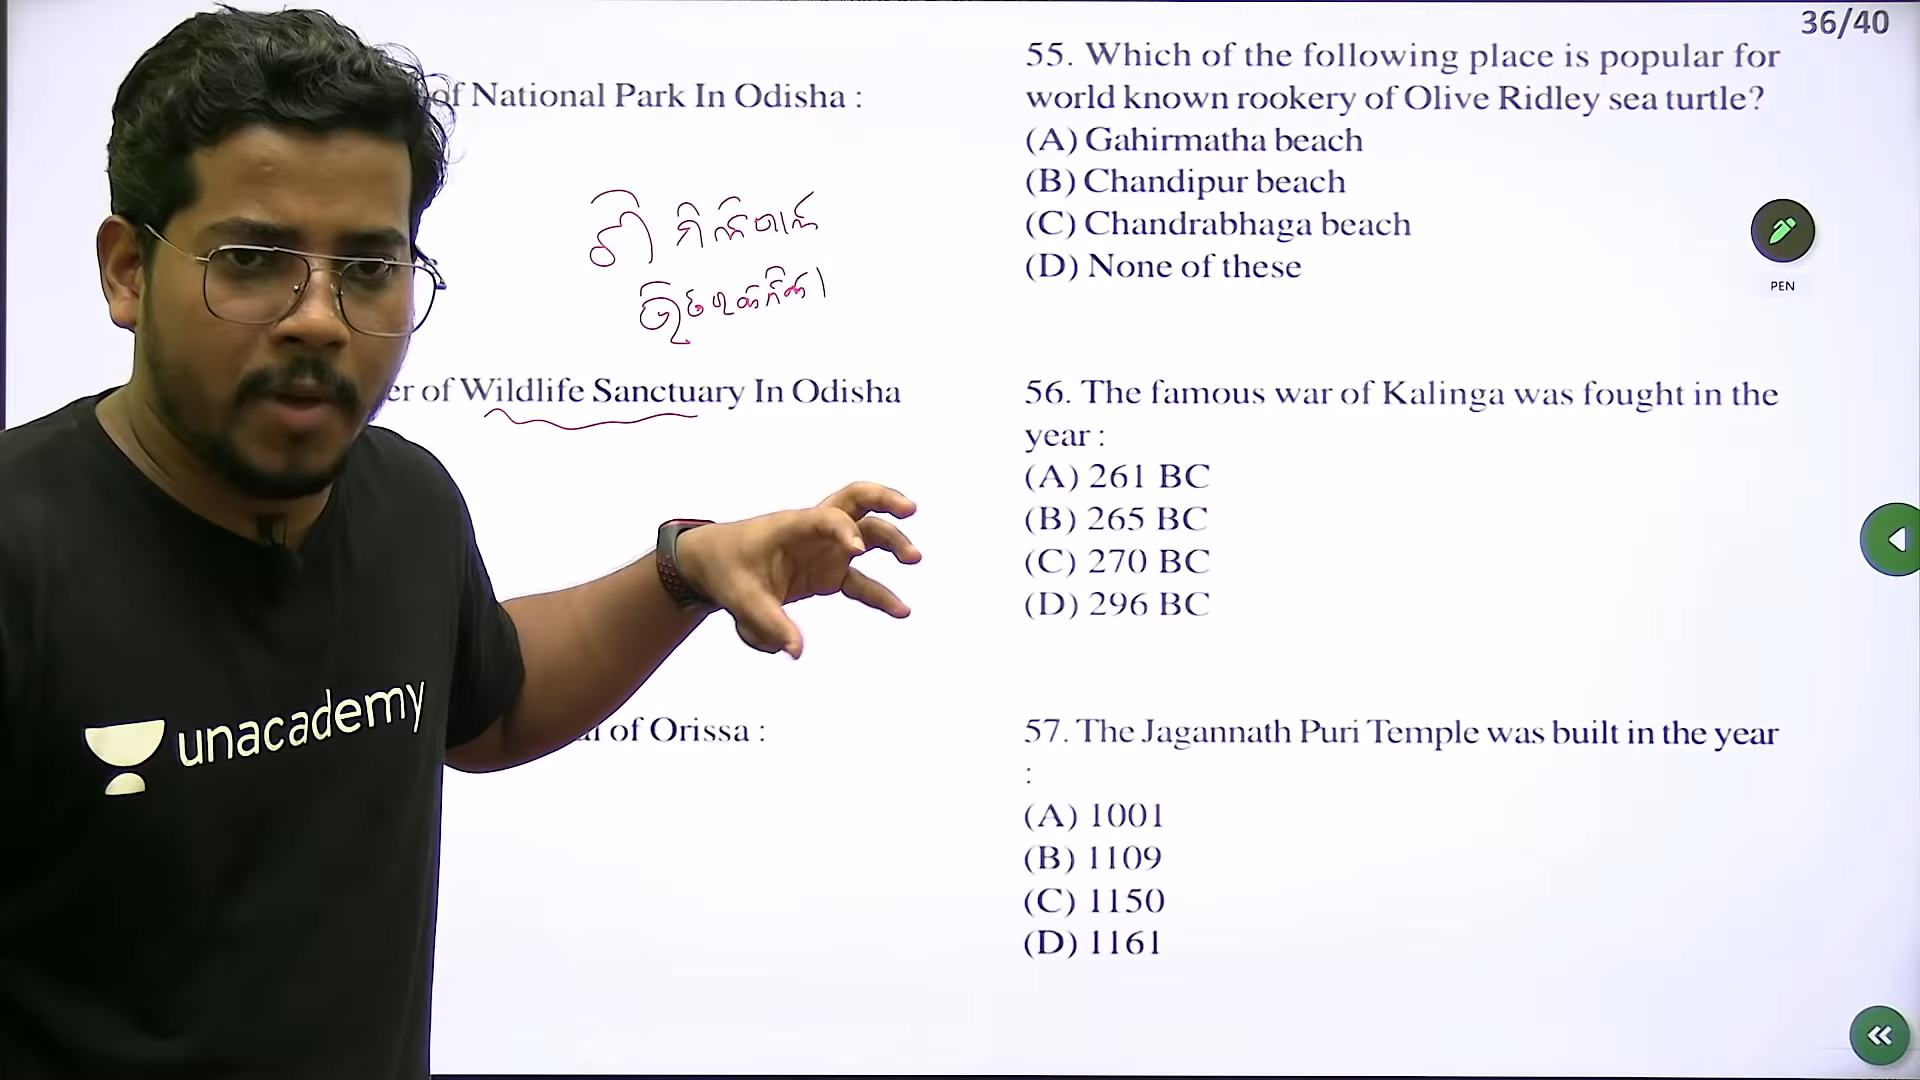 36/40
of National Park In Odisha :
er of Wildlife Sanctuary In Odisha
of Orissa :
55. Which of the following place is popular for
world known rookery of Olive Ridley sea turtle?
(A) Gahirmatha beach
(B) Chandipur beach
(C) Chandrabhaga beach
(D) None of these
PEN
56. The famous war of Kalinga was fought in the
year :
(A) 261 BC
(B) 265 BC
(C) 270 BC
(D) 296 BC
57. The Jagannath Puri Temple was built in the year
:
(A) 1001
(B) 1109
(C) 1150
(D) 1161
unacademy